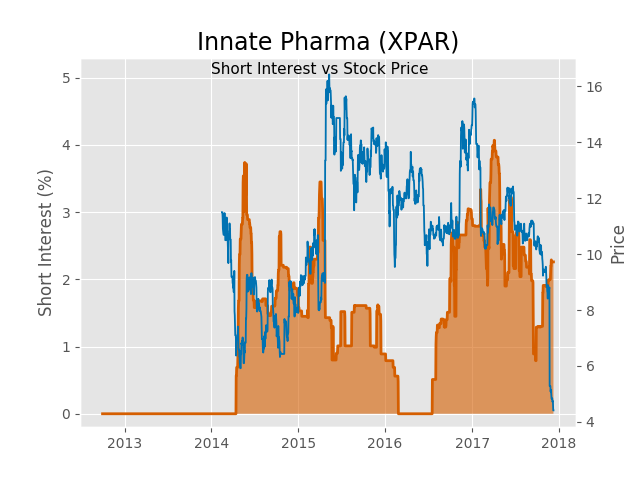 Innate Pharma (XPAR)
Short Interest vs Stock Price
5
4
3
2
1
0
Short Interest (%)
16
14
12
10
8
6
4
Price
2013 2014 2015 2016 2017 2018